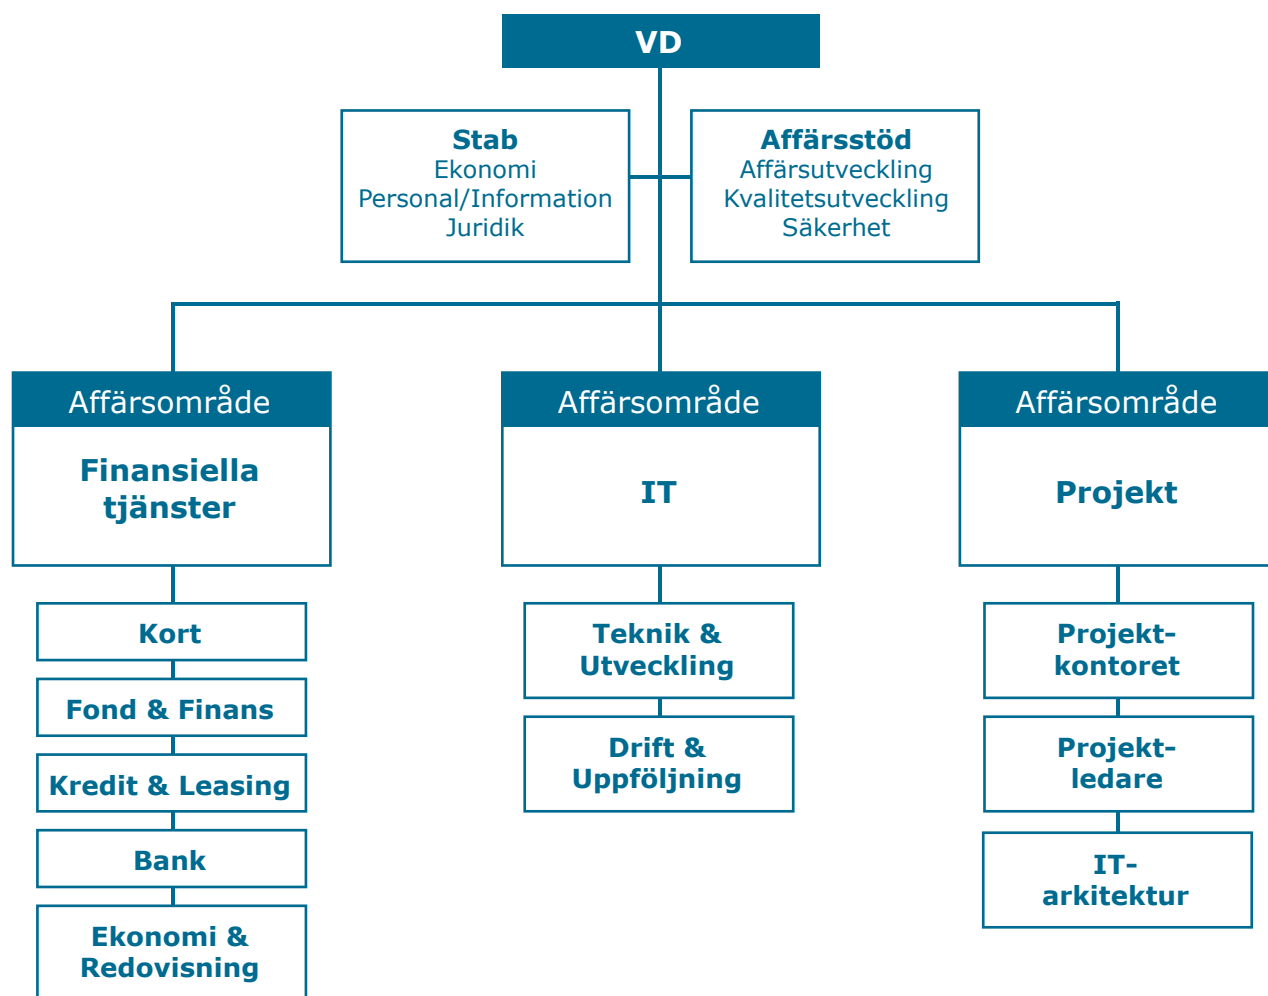 VD
Stab
Ekonomi
Personal/Information
Juridik
Affärsstöd
Affärsutveckling
Kvalitetsutveckling
Säkerhet
Affärsområde
Finansiella
tjänster
Kort
Fond & Finans
Kredit & Leasing
Bank
Ekonomi &
Redovisning
Affärsområde
IT
Teknik &
Utveckling
Drift &
Uppföljning
Affärsområde
Projekt
Projekt-
kontoret
Projekt-
ledare
IT-
arkitektur